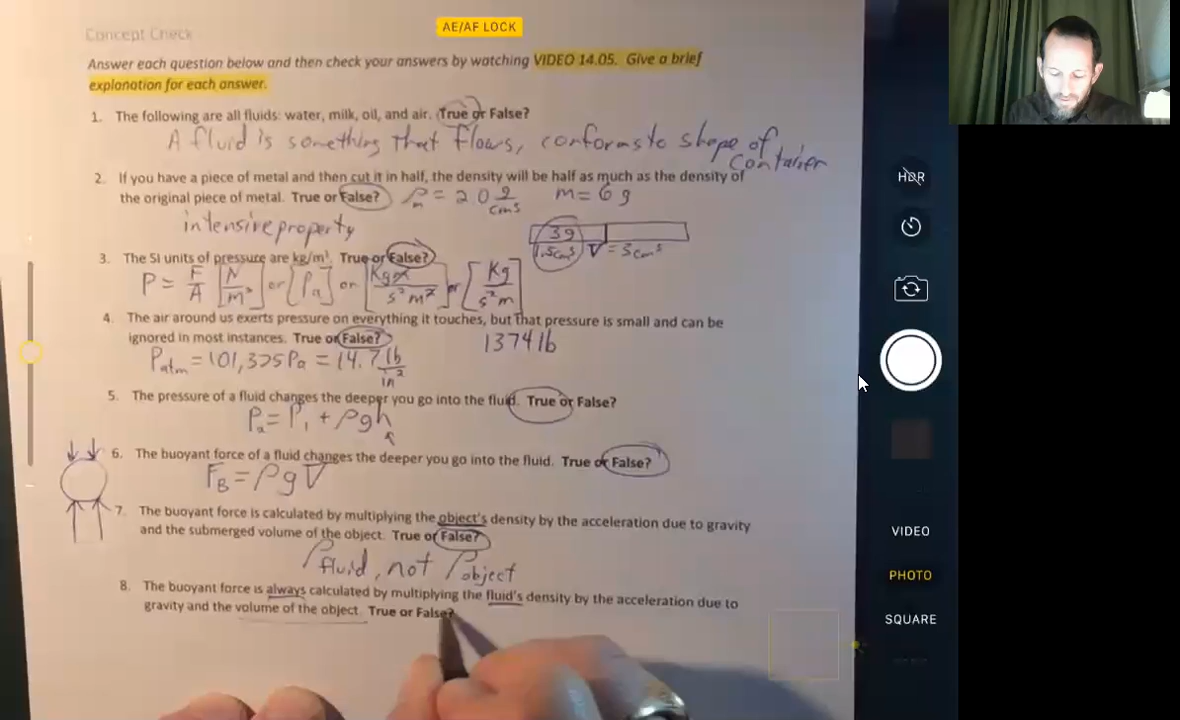 Concept Check
AE/AF LOCK
Answer each question below and then check your answers by watching VIDEO 14.05. Give a brief
explanation for each answer.
1. The following are all fluids: water, milk, oil, and air. True or False?
A fluid is something that flows, conforms to shape of
container
2. If you have a piece of metal and then cut it in half, the density will be half as much as the density of
the original piece of metal. True or False? ρm = 2.0 g/cm3 m = 6 g
intensive property
3g
1.5cm3 V = 3cm3
3. The SI units of pressure are kg/m3. True or False?
P = F/A [N/m2] or [Pa] or [Kg m/s2 m2] or [Kg/s2 m]
4. The air around us exerts pressure on everything it touches, but that pressure is small and can be
ignored in most instances. True or False? 1374 lb
Patm = 101,325 Pa = 14.7 lb/in2
5. The pressure of a fluid changes the deeper you go into the fluid. True or False?
P2 = P1 + ρgh
6. The buoyant force of a fluid changes the deeper you go into the fluid. True or False?
FB = ρgV
7. The buoyant force is calculated by multiplying the object's density by the acceleration due to gravity
and the submerged volume of the object. True or False?
ρfluid, not ρobject
8. The buoyant force is always calculated by multiplying the fluid's density by the acceleration due to
gravity and the volume of the object. True or False?
HDR
VIDEO
PHOTO
SQUARE